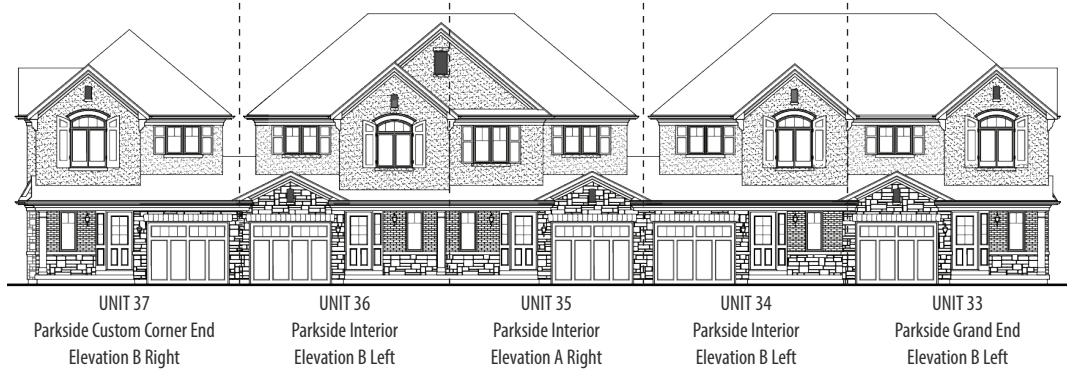 UNIT 37
Parkside Custom Corner End
Elevation B Right
UNIT 36
Parkside Interior
Elevation B Left
UNIT 35
Parkside Interior
Elevation A Right
UNIT 34
Parkside Interior
Elevation B Left
UNIT 33
Parkside Grand End
Elevation B Left